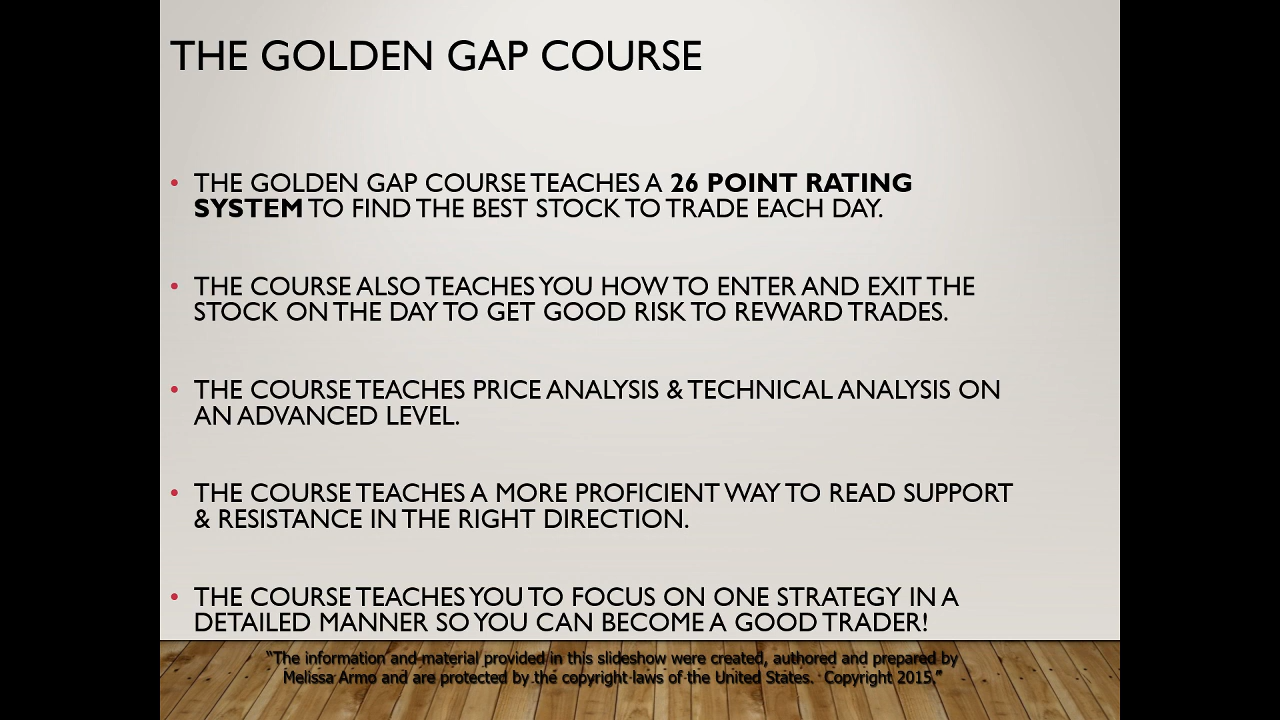 THE GOLDEN GAP COURSE
• THE GOLDEN GAP COURSE TEACHES A 26 POINT RATING
SYSTEM TO FIND THE BEST STOCK TO TRADE EACH DAY.
• THE COURSE ALSO TEACHES YOU HOW TO ENTER AND EXIT THE
STOCK ON THE DAY TO GET GOOD RISK TO REWARD TRADES.
• THE COURSE TEACHES PRICE ANALYSIS & TECHNICAL ANALYSIS ON
AN ADVANCED LEVEL.
• THE COURSE TEACHES A MORE PROFICIENT WAY TO READ SUPPORT
& RESISTANCE IN THE RIGHT DIRECTION.
• THE COURSE TEACHES YOU TO FOCUS ON ONE STRATEGY IN A
DETAILED MANNER SO YOU CAN BECOME A GOOD TRADER!
“The information and material provided in this slideshow were created, authored and prepared by
Melissa Armo and are protected by the copyright laws of the United States. Copyright 2015.”